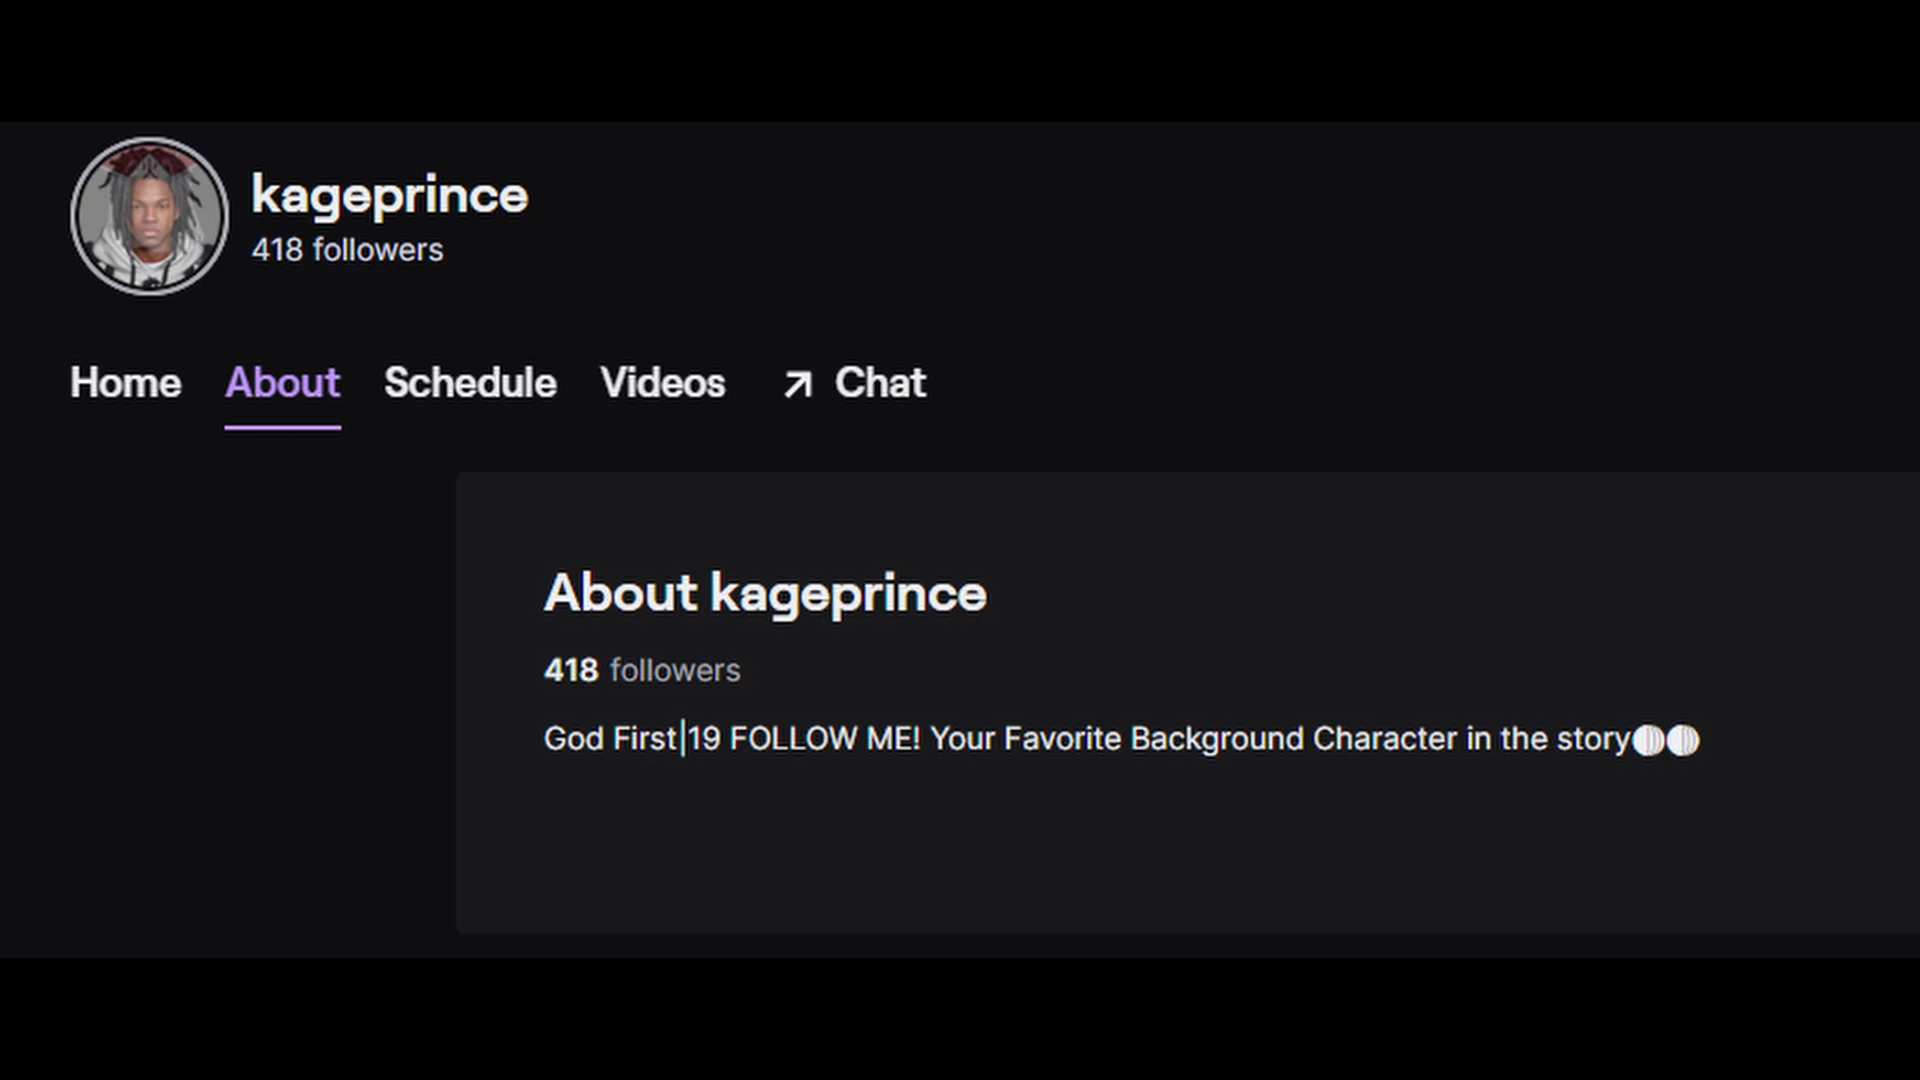 kageprince
418 followers
Home About Schedule Videos Chat
About kageprince
418 followers
God First|19 FOLLOW ME! Your Favorite Background Character in the story